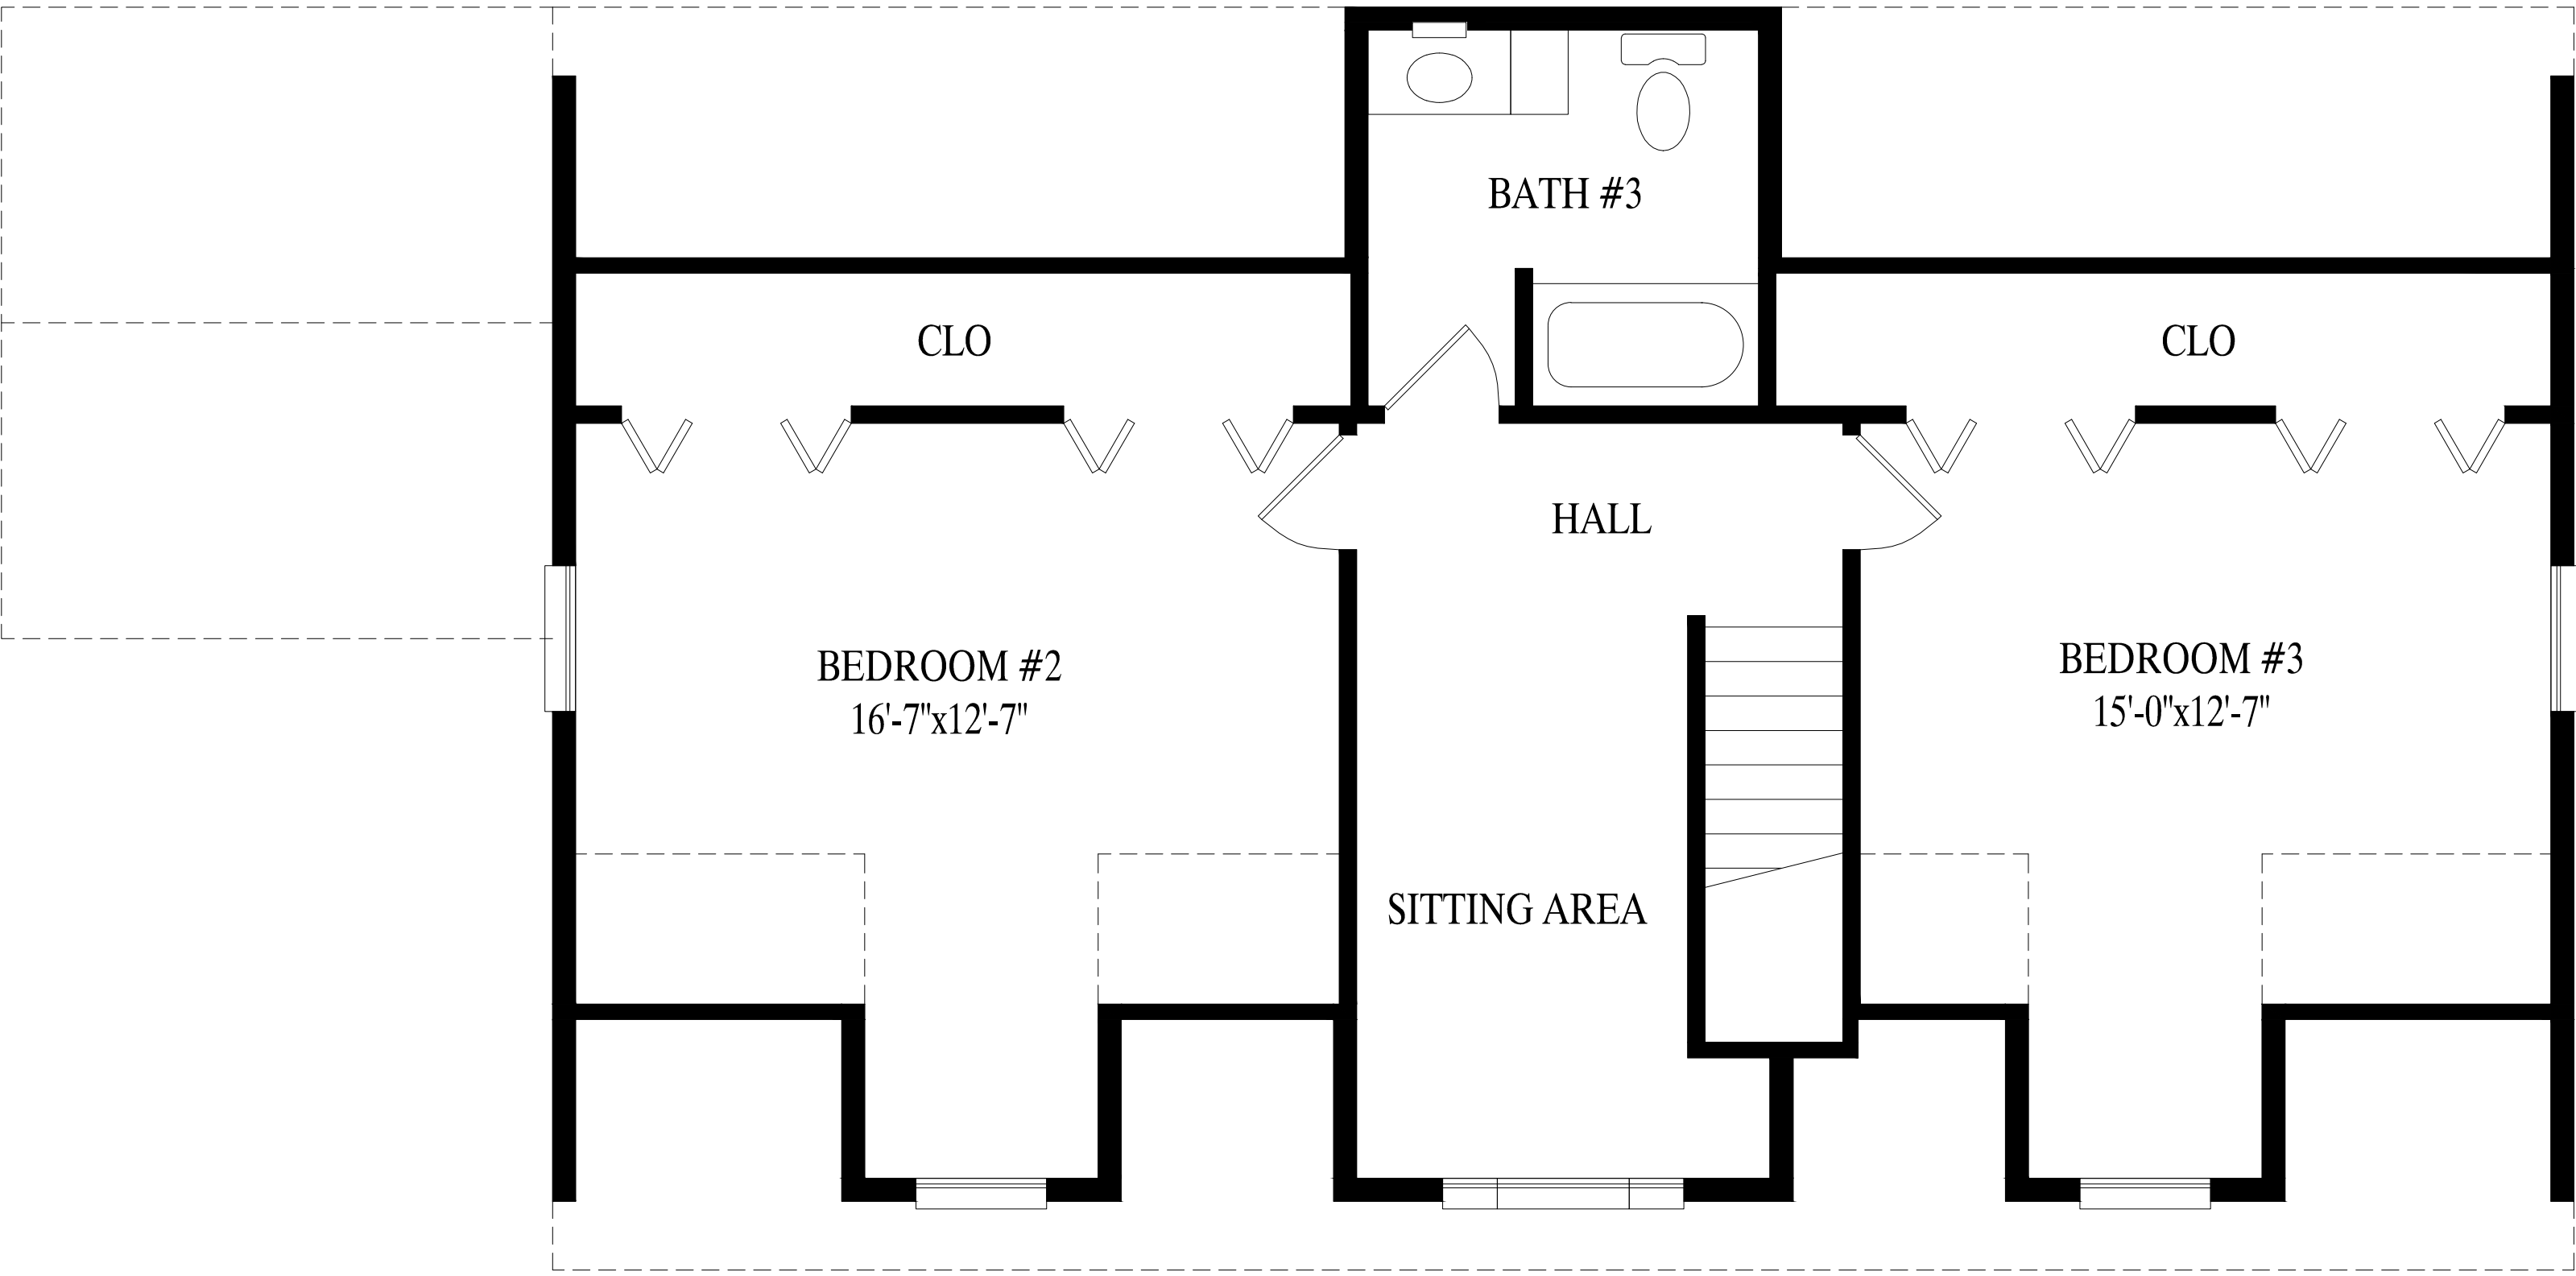 BATH #3
CLO
CLO
HALL
BEDROOM #2
16'-7"x12'-7"
BEDROOM #3
15'-0"x12'-7"
SITTING AREA